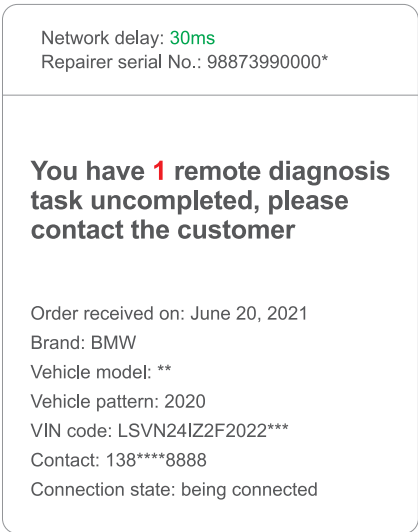 Network delay: 30ms
Repairer serial No.: 98873990000*
You have 1 remote diagnosis
task uncompleted, please
contact the customer
Order received on: June 20, 2021
Brand: BMW
Vehicle model: **
Vehicle pattern: 2020
VIN code: LSVN24lZ2F2022***
Contact: 138****8888
Connection state: being connected